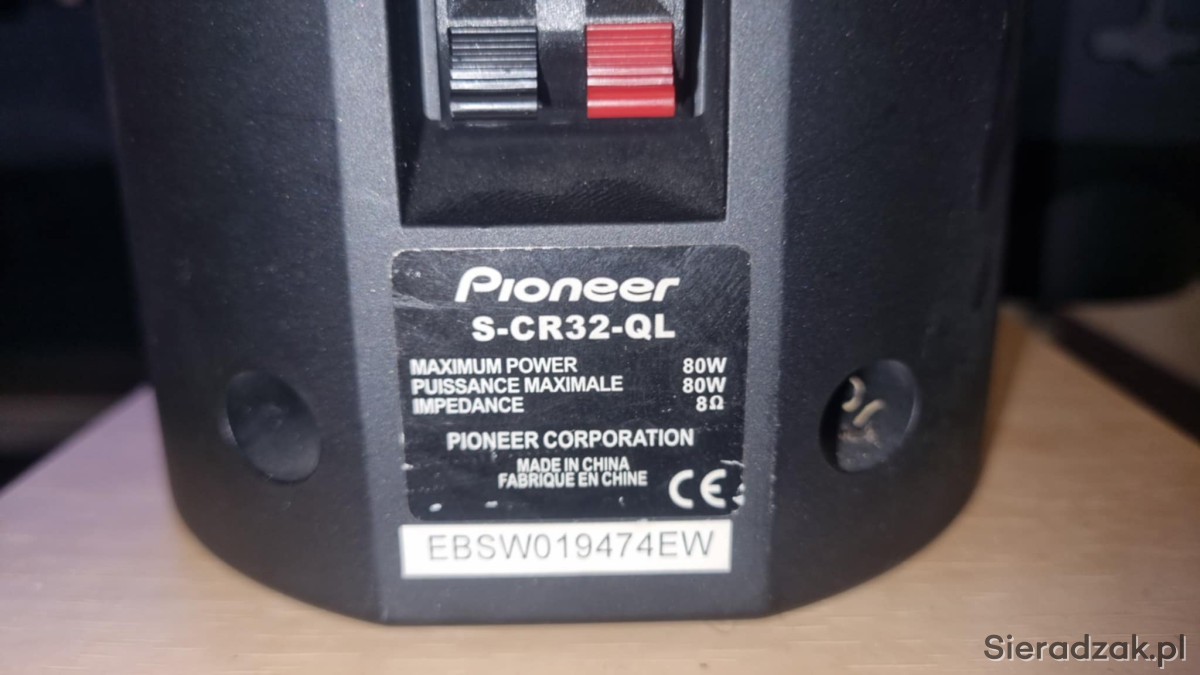 Pioneer
S-CR32-QL
MAXIMUM POWER 80W
PUISSANCE MAXIMALE 80W
IMPEDANCE 8Ω
PIONEER CORPORATION
MADE IN CHINA
FABRIQUE EN CHINE
CE
EBSW019474EW
Sieradzak.pl